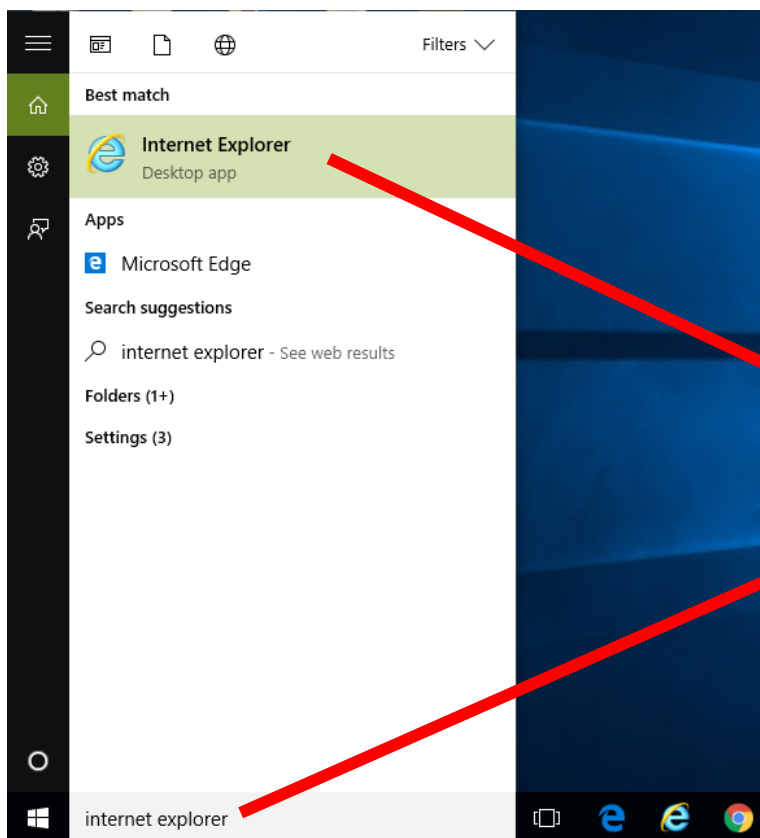 Filters
Best match
Internet Explorer
Desktop app
Apps
Microsoft Edge
Search suggestions
internet explorer - See web results
Folders (1+)
Settings (3)
internet explorer